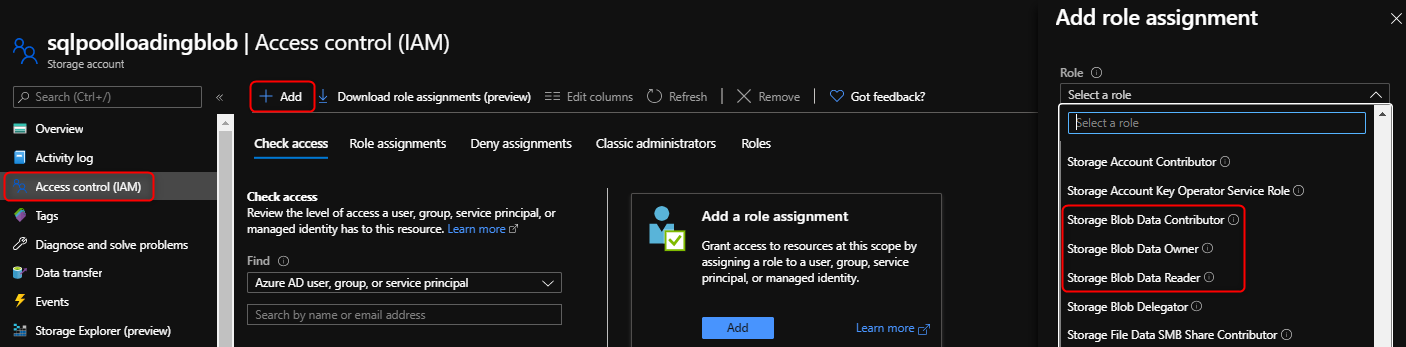 sqlpoolloadingblob | Access control (IAM)
Storage account
Search (Ctrl+/)
«
Overview
Activity log
Access control (IAM)
Tags
Diagnose and solve problems
Data transfer
Events
Storage Explorer (preview)
Add
Download role assignments (preview)
Edit columns
Refresh
Remove
Got feedback?
Check access
Role assignments
Deny assignments
Classic administrators
Roles
Check access
Review the level of access a user, group, service principal, or
managed identity has to this resource. Learn more
Find
Azure AD user, group, or service principal
Search by name or email address
Add a role assignment
Grant access to resources at this scope by
assigning a role to a user, group, service
principal, or managed identity.
Add
Learn more
Add role assignment
Role
Select a role
Select a role
Storage Account Contributor
Storage Account Key Operator Service Role
Storage Blob Data Contributor
Storage Blob Data Owner
Storage Blob Data Reader
Storage Blob Delegator
Storage File Data SMB Share Contributor